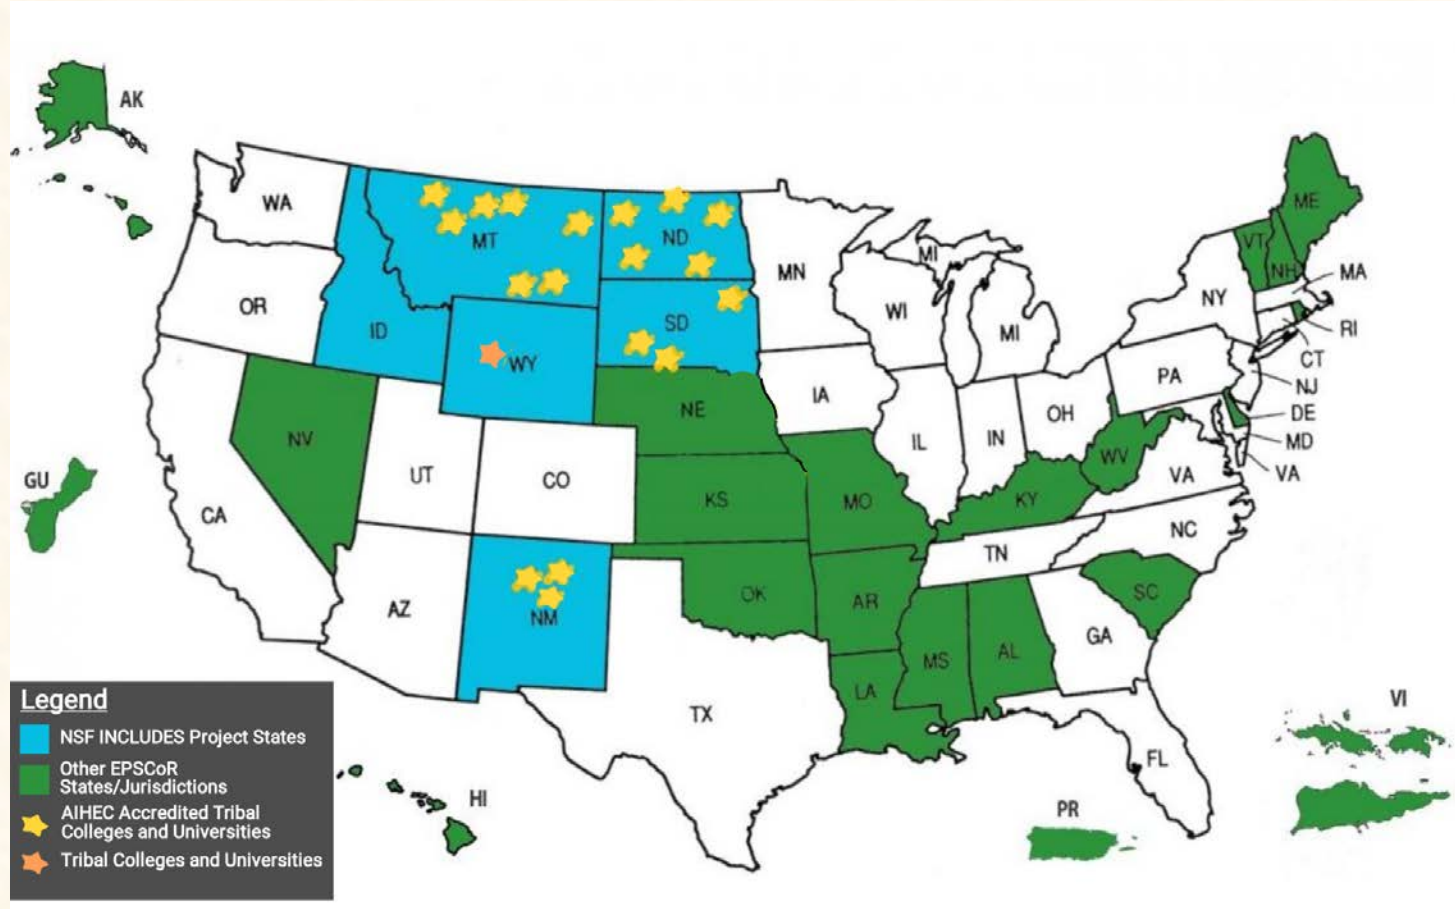 AK
WA
MT
ND
ME
VT
NH
MN
MI
MA
OR
ID
SD
WI
NY
RI
WY
MI
CT
PA
NJ
IA
NE
OH
DE
NV
IL
IN
MD
GU
UT
CO
WV
VA
VA
CA
KS
MO
KY
NC
TN
AZ
NM
OK
AR
SC
GA
MS
AL
LA
TX
VI
FL
HI
PR
Legend
NSF INCLUDES Project States
Other EPSCoR
States/Jurisdictions
AIHEC Accredited Tribal
Colleges and Universities
Tribal Colleges and Universities